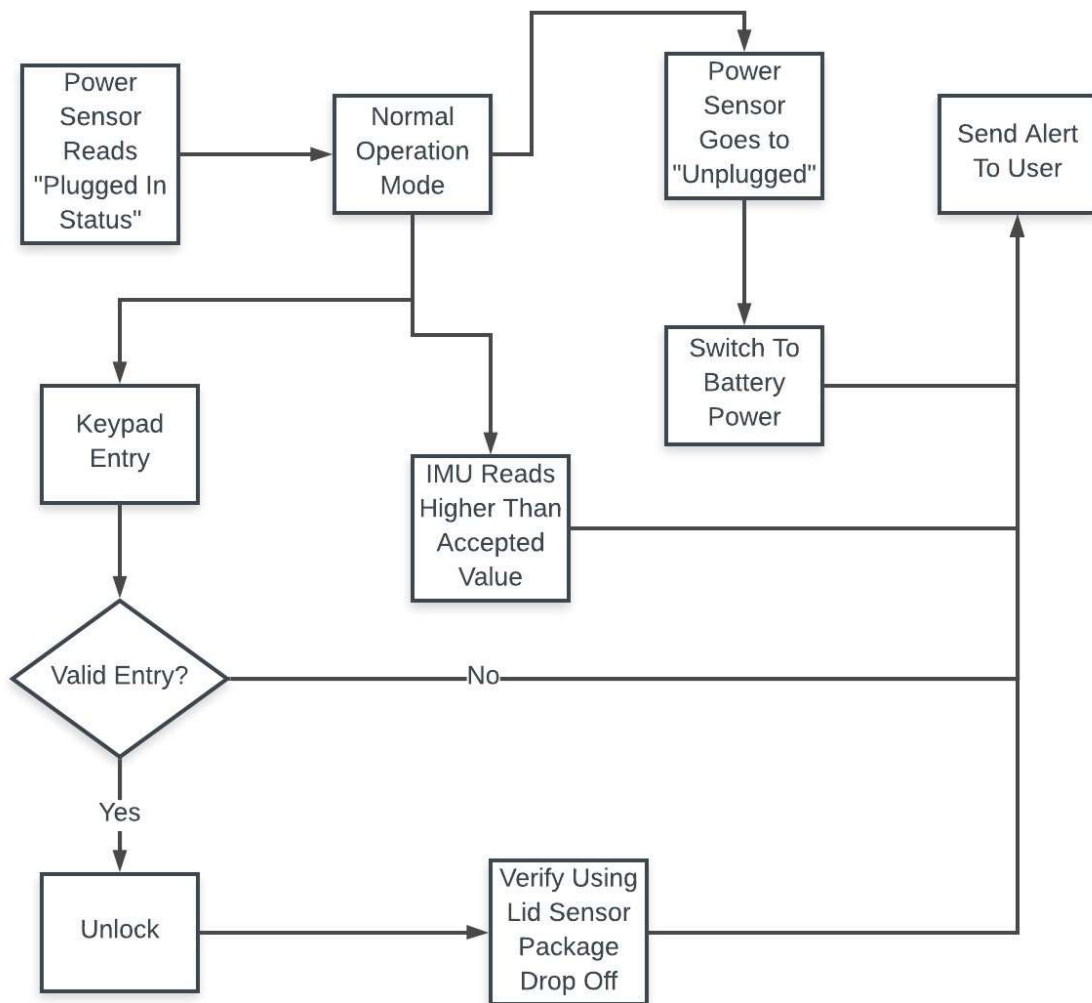 Power
Sensor
Reads
"Plugged In
Status"
Normal
Operation
Mode
Power
Sensor
Goes to
"Unplugged"
Send Alert
To User
Switch To
Battery
Power
Keypad
Entry
IMU Reads
Higher Than
Accepted
Value
Valid Entry?
No
Yes
Unlock
Verify Using
Lid Sensor
Package
Drop Off